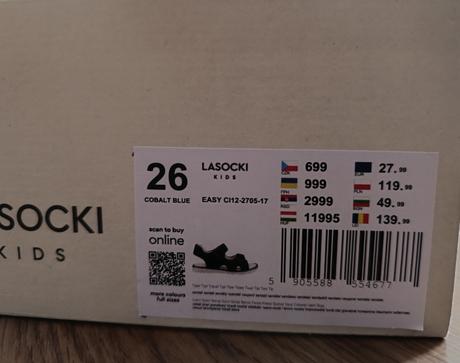 ASOCKI
KIDS
26
COBALT BLUE
LASOCKI
KIDS
EASY CI12-2705-17
scan to buy
online
more colours
full sizes
699
999
2999
11995
27.99
119.99
49.99
139.99
5 905588 554677